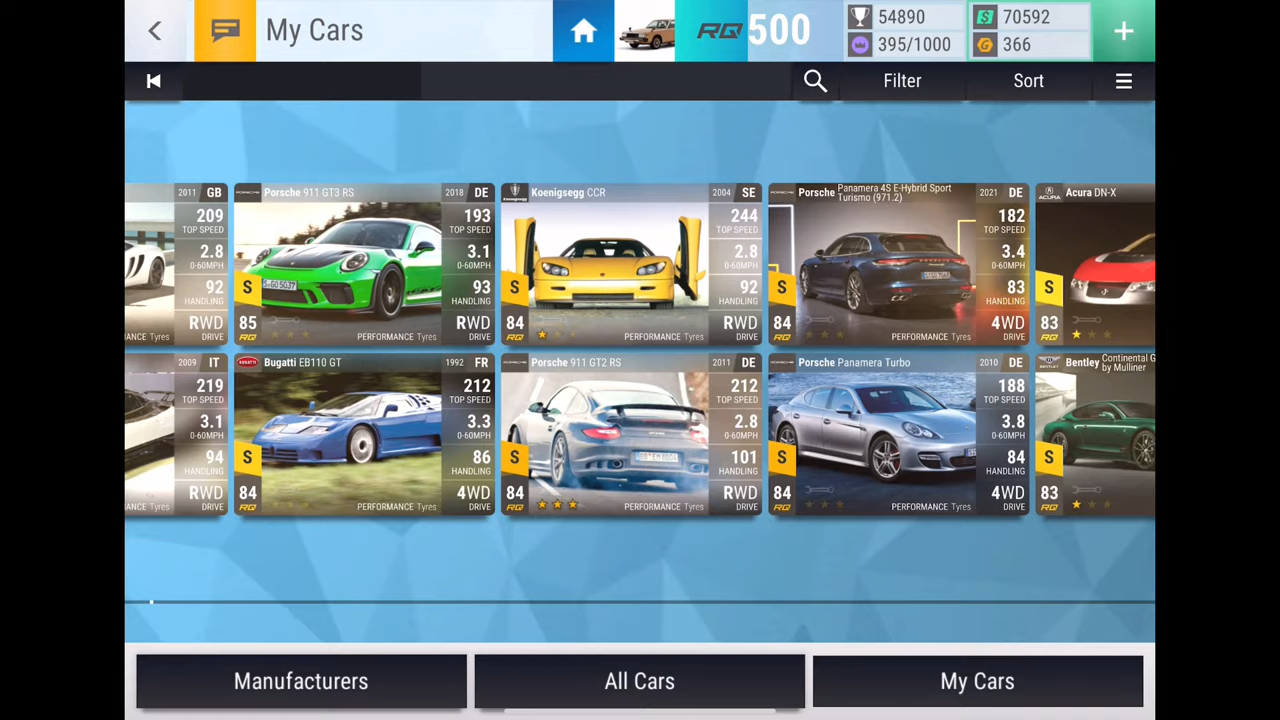 My Cars
RQ 500
54890
395/1000
70592
366
+
Filter
Sort
2011 GB
209
TOP SPEED
2.8
0-60MPH
92
HANDLING
RWD
DRIVE
PERFORMANCE Tyres
Porsche 911 GT3 RS 2018 DE
193
TOP SPEED
3.1
0-60MPH
93
HANDLING
RWD
DRIVE
S
85
RQ
PERFORMANCE Tyres
Koenigsegg CCR 2004 SE
244
TOP SPEED
2.8
0-60MPH
92
HANDLING
RWD
DRIVE
S
84
RQ
PERFORMANCE Tyres
Porsche Panamera 4S E-Hybrid Sport
Turismo (971.2) 2021 DE
182
TOP SPEED
3.4
0-60MPH
83
HANDLING
4WD
DRIVE
S
84
RQ
PERFORMANCE Tyres
ACURA Acura DN-X
S
83
RQ
2009 IT
219
TOP SPEED
3.1
0-60MPH
94
HANDLING
RWD
DRIVE
ANCE Tyres
Bugatti EB110 GT 1992 FR
212
TOP SPEED
3.3
0-60MPH
86
HANDLING
4WD
DRIVE
S
84
RQ
PERFORMANCE Tyres
Porsche 911 GT2 RS 2011 DE
212
TOP SPEED
2.8
0-60MPH
101
HANDLING
RWD
DRIVE
S
84
RQ
PERFORMANCE Tyres
Porsche Panamera Turbo 2010 DE
188
TOP SPEED
3.8
0-60MPH
84
HANDLING
4WD
DRIVE
S
84
RQ
PERFORMANCE Tyres
Bentley Continental G
by Mulliner
S
83
RQ
Manufacturers
All Cars
My Cars